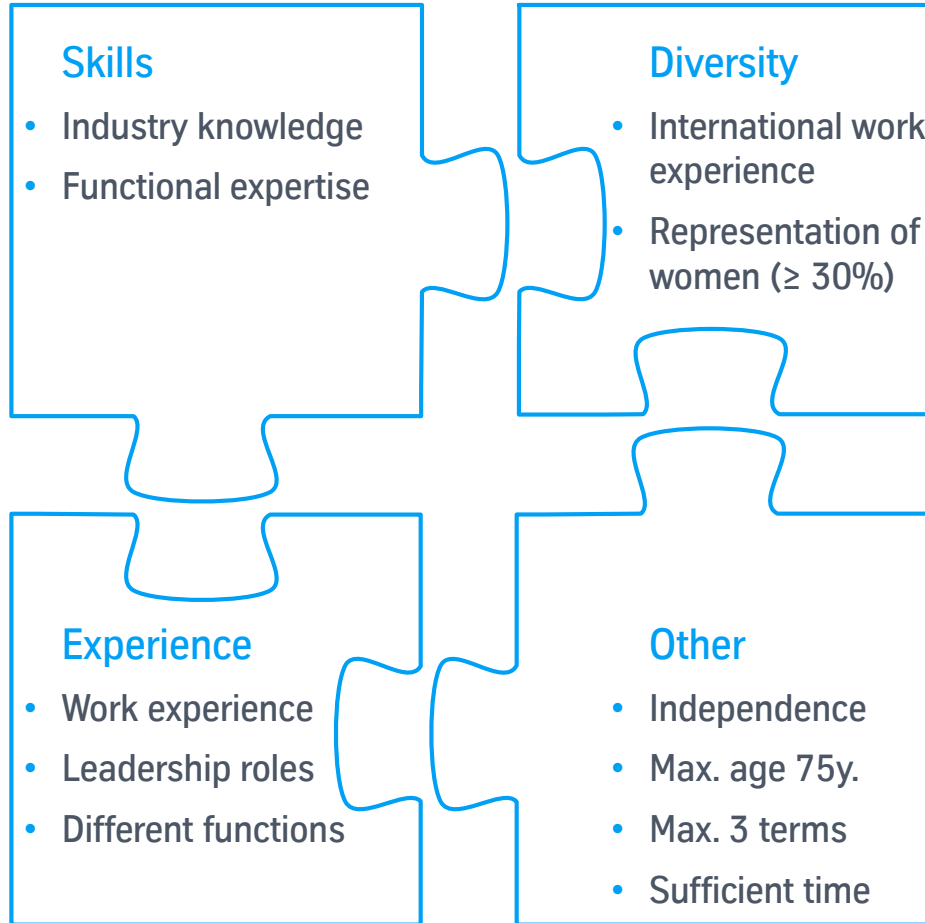 Skills
• Industry knowledge
• Functional expertise
Diversity
• International work
experience
• Representation of
women (≥ 30%)
Experience
• Work experience
• Leadership roles
• Different functions
Other
• Independence
• Max. age 75y.
• Max. 3 terms
• Sufficient time